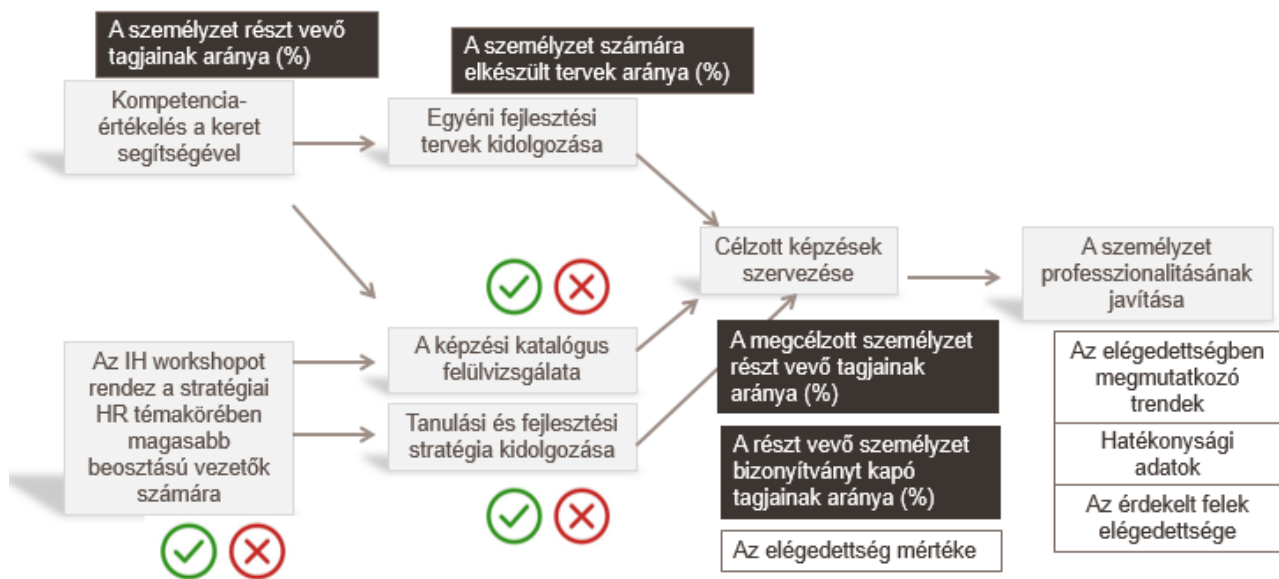 A személyzet részt vevő
tagjainak aránya (%)
A személyzet számára
elkészült tervek aránya (%)
Kompetencia-
értékelés a keret
segítségével
Egyéni fejlesztési
tervek kidolgozása
Célzott képzések
szervezése
A személyzet
professzionalitásának
javítása
Az IH workshopot
rendez a stratégiai
HR témakörében
magasabb
beosztású vezetők
számára
A képzési katalógus
felülvizsgálata
Tanulási és fejlesztési
stratégia kidolgozása
A megcélzott személyzet
részt vevő tagjainak
aránya (%)
A részt vevő személyzet
bizonyítványt kapó
tagjainak aránya (%)
Az elégedettség mértéke
Az elégedettségben
megmutatkozó
trendek
Hatékonysági
adatok
Az érdekelt felek
elégedettsége